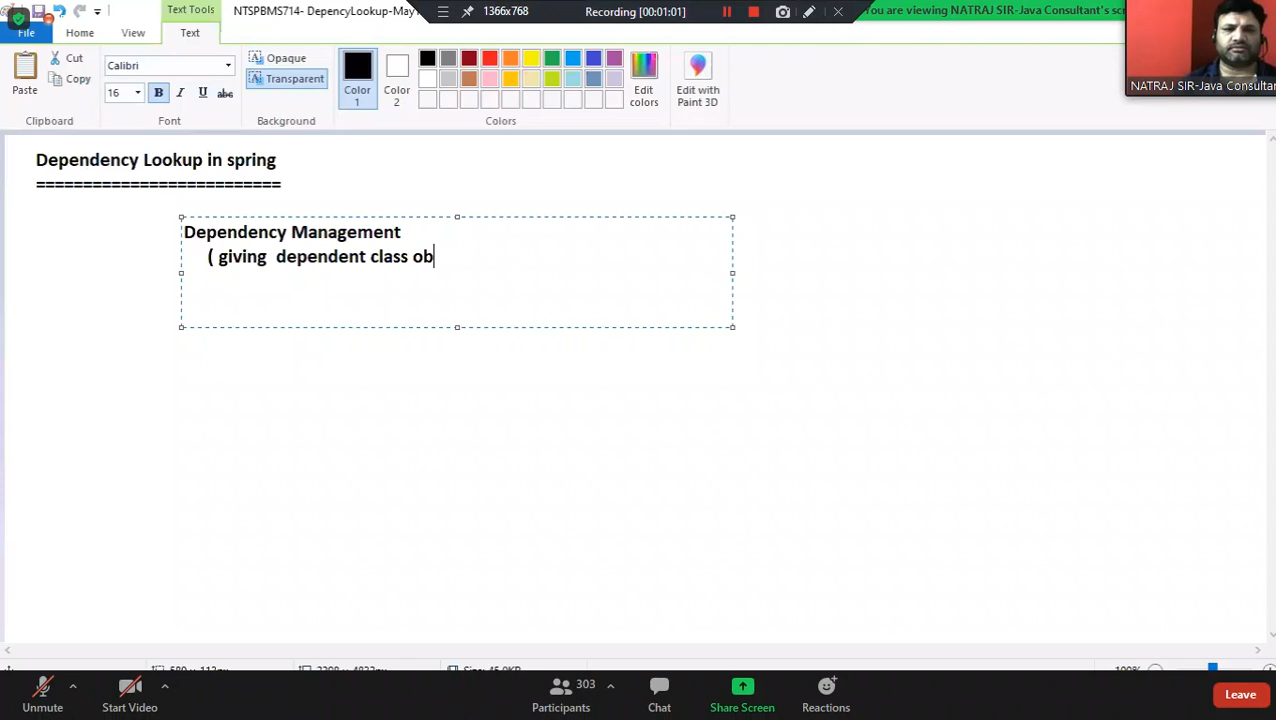 NTSPBMS714- DepencyLookup-May
1366x768
Recording [00:01:01]
You are viewing NATRAJ SIR-Java Consultant's
Text Tools
File
Home
View
Text
Paste
Cut
Copy
Clipboard
Calibri
16
B
I
U
abc
Font
Opaque
Transparent
Background
Color
1
Color
2
Edit
colors
Edit with
Paint 3D
Colors
NATRAJ SIR-Java Consultan
Dependency Lookup in spring
==========================
Dependency Management
( giving dependent class ob
100%
Unmute
Start Video
303
Participants
Chat
Share Screen
Reactions
Leave